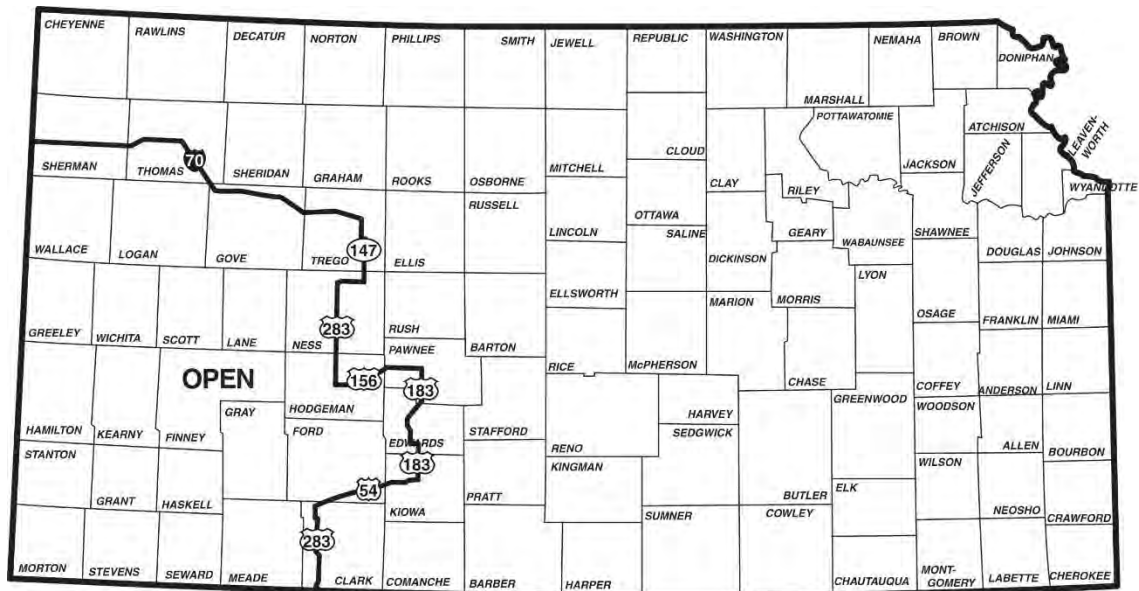 CHEYENNE
RAWLINS
DECATUR
NORTON
PHILLIPS
SMITH
JEWELL
REPUBLIC
WASHINGTON
NEMAHA
BROWN
DONIPHAN
MARSHALL
POTTAWATOMIE
ATCHISON
LEAVEN-
WORTH
CLOUD
MITCHELL
JACKSON
JEFFERSON
70
SHERMAN
THOMAS
SHERIDAN
GRAHAM
ROOKS
OSBORNE
CLAY
RILEY
WYANDOTTE
RUSSELL
OTTAWA
LINCOLN
SALINE
GEARY
WABAUNSEE
SHAWNEE
DOUGLAS
JOHNSON
WALLACE
LOGAN
GOVE
TREGO
147
ELLIS
DICKINSON
LYON
ELLSWORTH
MARION
MORRIS
OSAGE
FRANKLIN
MIAMI
GREELEY
WICHITA
SCOTT
LANE
NESS
283
RUSH
PAWNEE
BARTON
RICE
McPHERSON
CHASE
COFFEY
ANDERSON
LINN
OPEN
156
183
GREENWOOD
WOODSON
HAMILTON
KEARNY
FINNEY
GRAY
HODGEMAN
FORD
EDWARDS
STAFFORD
HARVEY
SEDGWICK
RENO
ALLEN
BOURBON
STANTON
183
KINGMAN
WILSON
GRANT
HASKELL
54
KIOWA
PRATT
BUTLER
ELK
COWLEY
SUMNER
NEOSHO
CRAWFORD
283
MORTON
STEVENS
SEWARD
MEADE
CLARK
COMANCHE
BARBER
HARPER
CHAUTAUQUA
MONT-
GOMERY
LABETTE
CHEROKEE